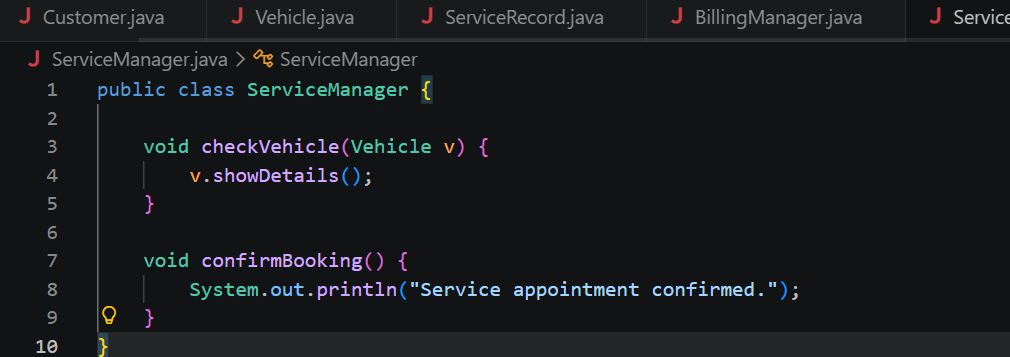 Customer.java Vehicle.java ServiceRecord.java BillingManager.java
ServiceManager.java > ServiceManager
1 public class ServiceManager {
2
3 void checkVehicle(Vehicle v) {
4 v.showDetails();
5 }
6
7 void confirmBooking() {
8 System.out.println("Service appointment confirmed.");
9 }
10 }